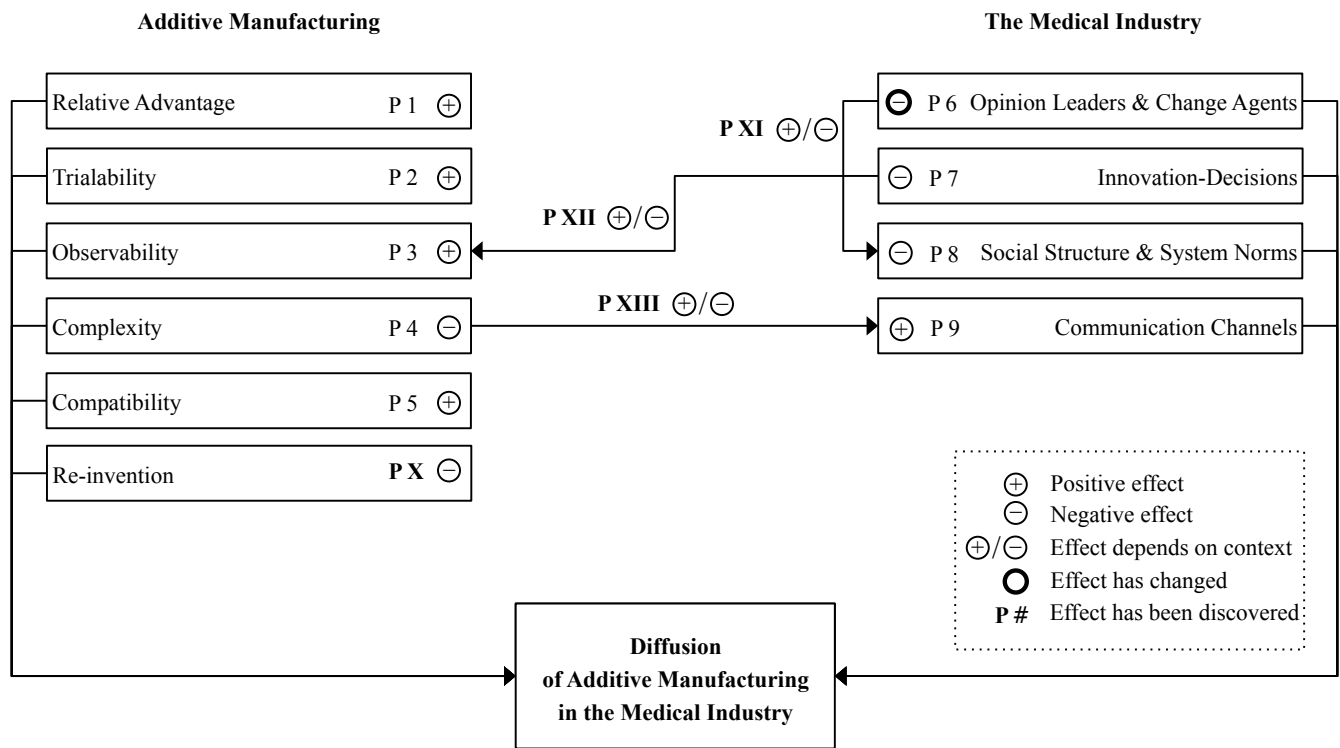 Additive Manufacturing
The Medical Industry
Relative Advantage P 1 ⊕
Trialability P 2 ⊕
Observability P 3 ⊕
Complexity P 4 ⊖
Compatibility P 5 ⊕
Re-invention P X ⊖
P XI ⊕/⊖
P XII ⊕/⊖
P XIII ⊕/⊖
⊖ P 6 Opinion Leaders & Change Agents
⊖ P 7 Innovation-Decisions
⊖ P 8 Social Structure & System Norms
⊕ P 9 Communication Channels
⊕ Positive effect
⊖ Negative effect
⊕/⊖ Effect depends on context
Effect has changed
P # Effect has been discovered
Diffusion
of Additive Manufacturing
in the Medical Industry